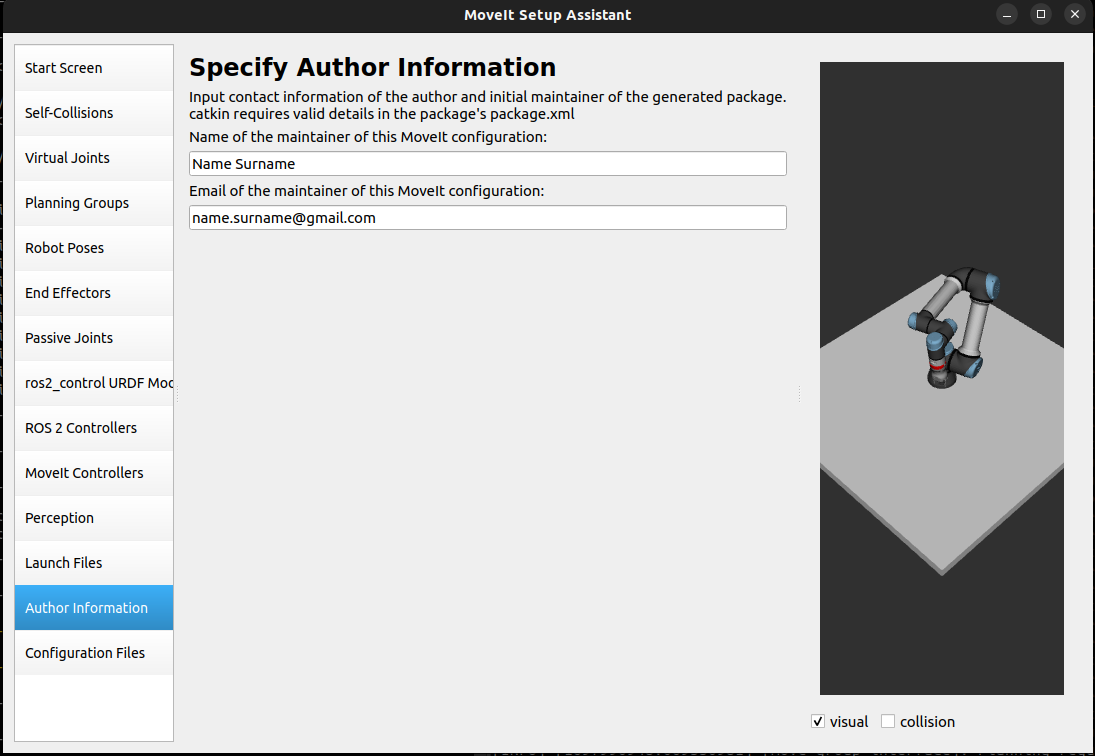 MoveIt Setup Assistant
Start Screen
Self-Collisions
Virtual Joints
Planning Groups
Robot Poses
End Effectors
Passive Joints
ros2_control URDF Moc
ROS 2 Controllers
MoveIt Controllers
Perception
Launch Files
Author Information
Configuration Files
Specify Author Information
Input contact information of the author and initial maintainer of the generated package.
catkin requires valid details in the package's package.xml
Name of the maintainer of this MoveIt configuration:
Name Surname
Email of the maintainer of this MoveIt configuration:
name.surname@gmail.com
visual
collision